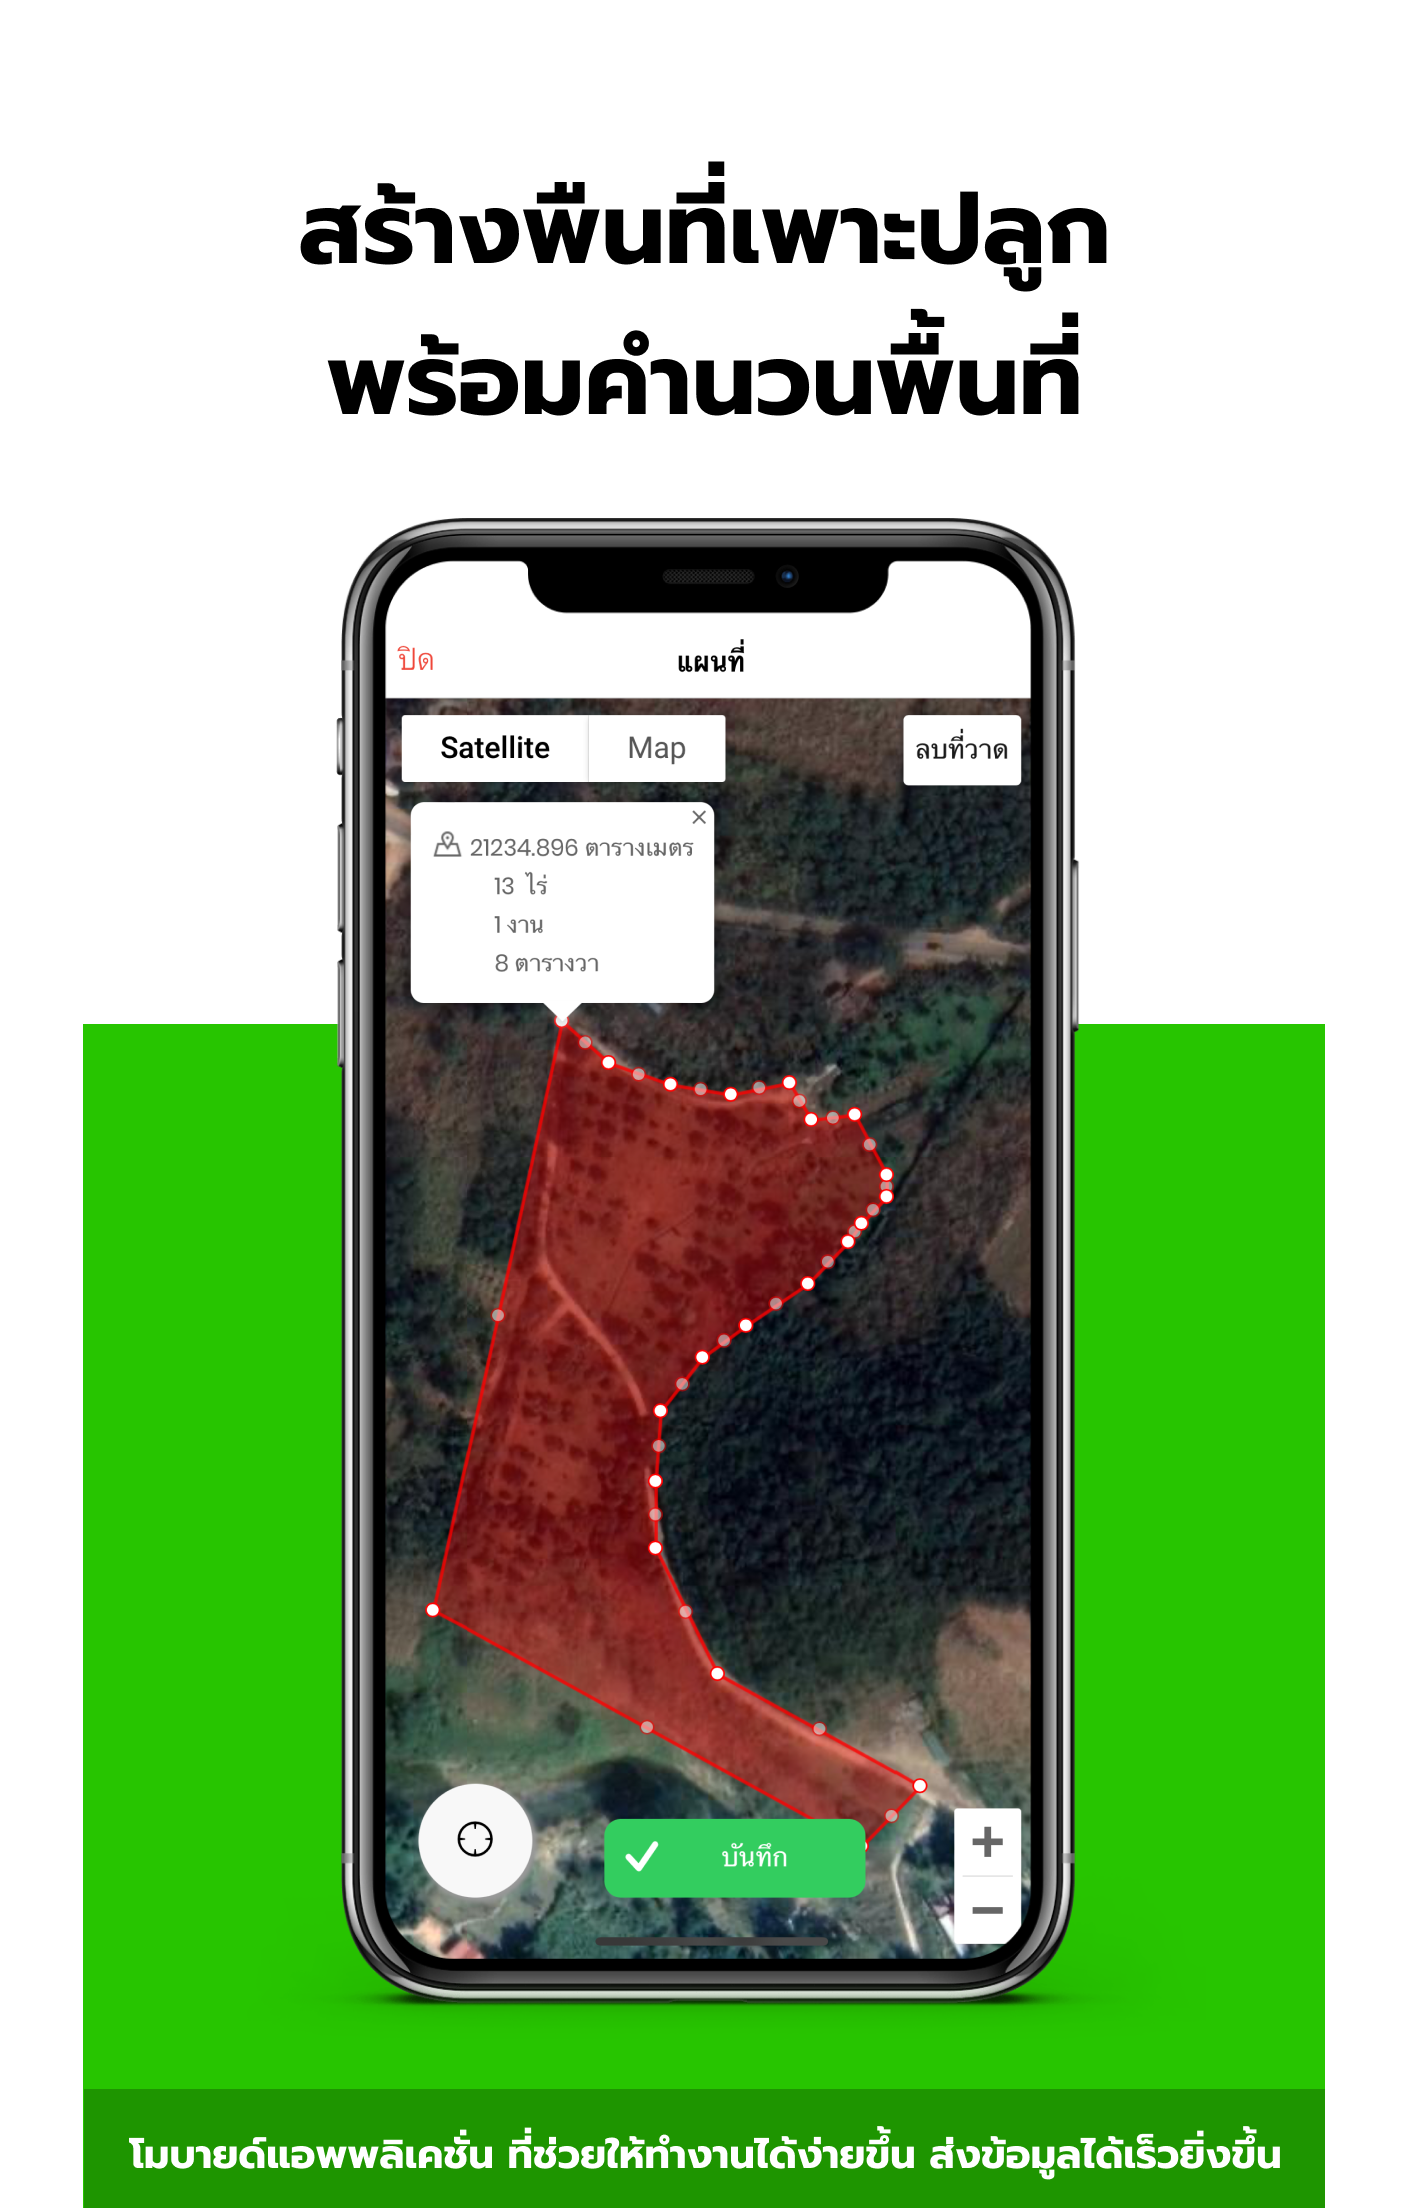 สร้างพืนที่เพาะปลูก
พร้อมคำนวนพื้นที่
ปิด
แผนที่
Satellite
Map
ลบที่วาด
21234.896 ตารางเมตร
13 ไร่
1 งาน
8 ตารางวา
บันทึก
โมบายด์แอพพลิเคชั่น ที่ช่วยให้ทำงานได้ง่ายขึ้น ส่งข้อมูลได้เร็วยิ่งขึ้น